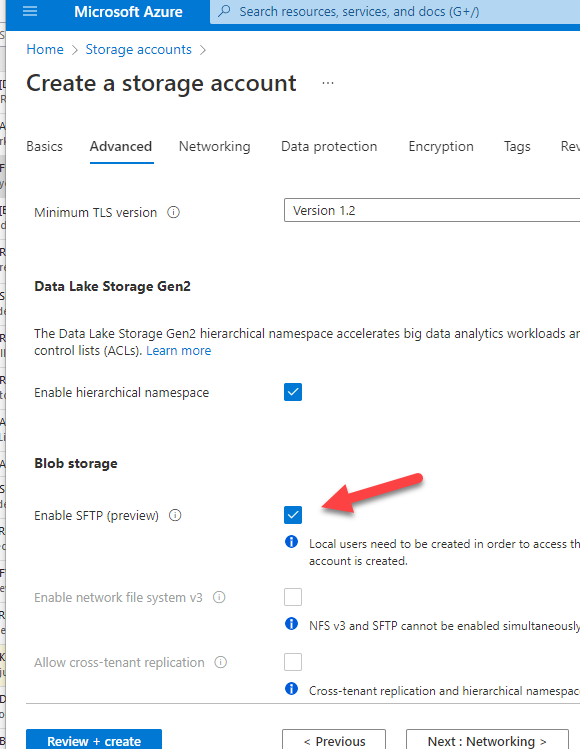 Microsoft Azure
Search resources, services, and docs (G+/)
Home > Storage accounts >
Create a storage account ...
Basics Advanced Networking Data protection Encryption Tags Rev
Minimum TLS version
Version 1.2
Data Lake Storage Gen2
The Data Lake Storage Gen2 hierarchical namespace accelerates big data analytics workloads an
control lists (ACLs). Learn more
Enable hierarchical namespace
Blob storage
Enable SFTP (preview)
Local users need to be created in order to access th
account is created.
Enable network file system v3
NFS v3 and SFTP cannot be enabled simultaneously
Allow cross-tenant replication
Cross-tenant replication and hierarchical namespace
Review + create
< Previous
Next : Networking >